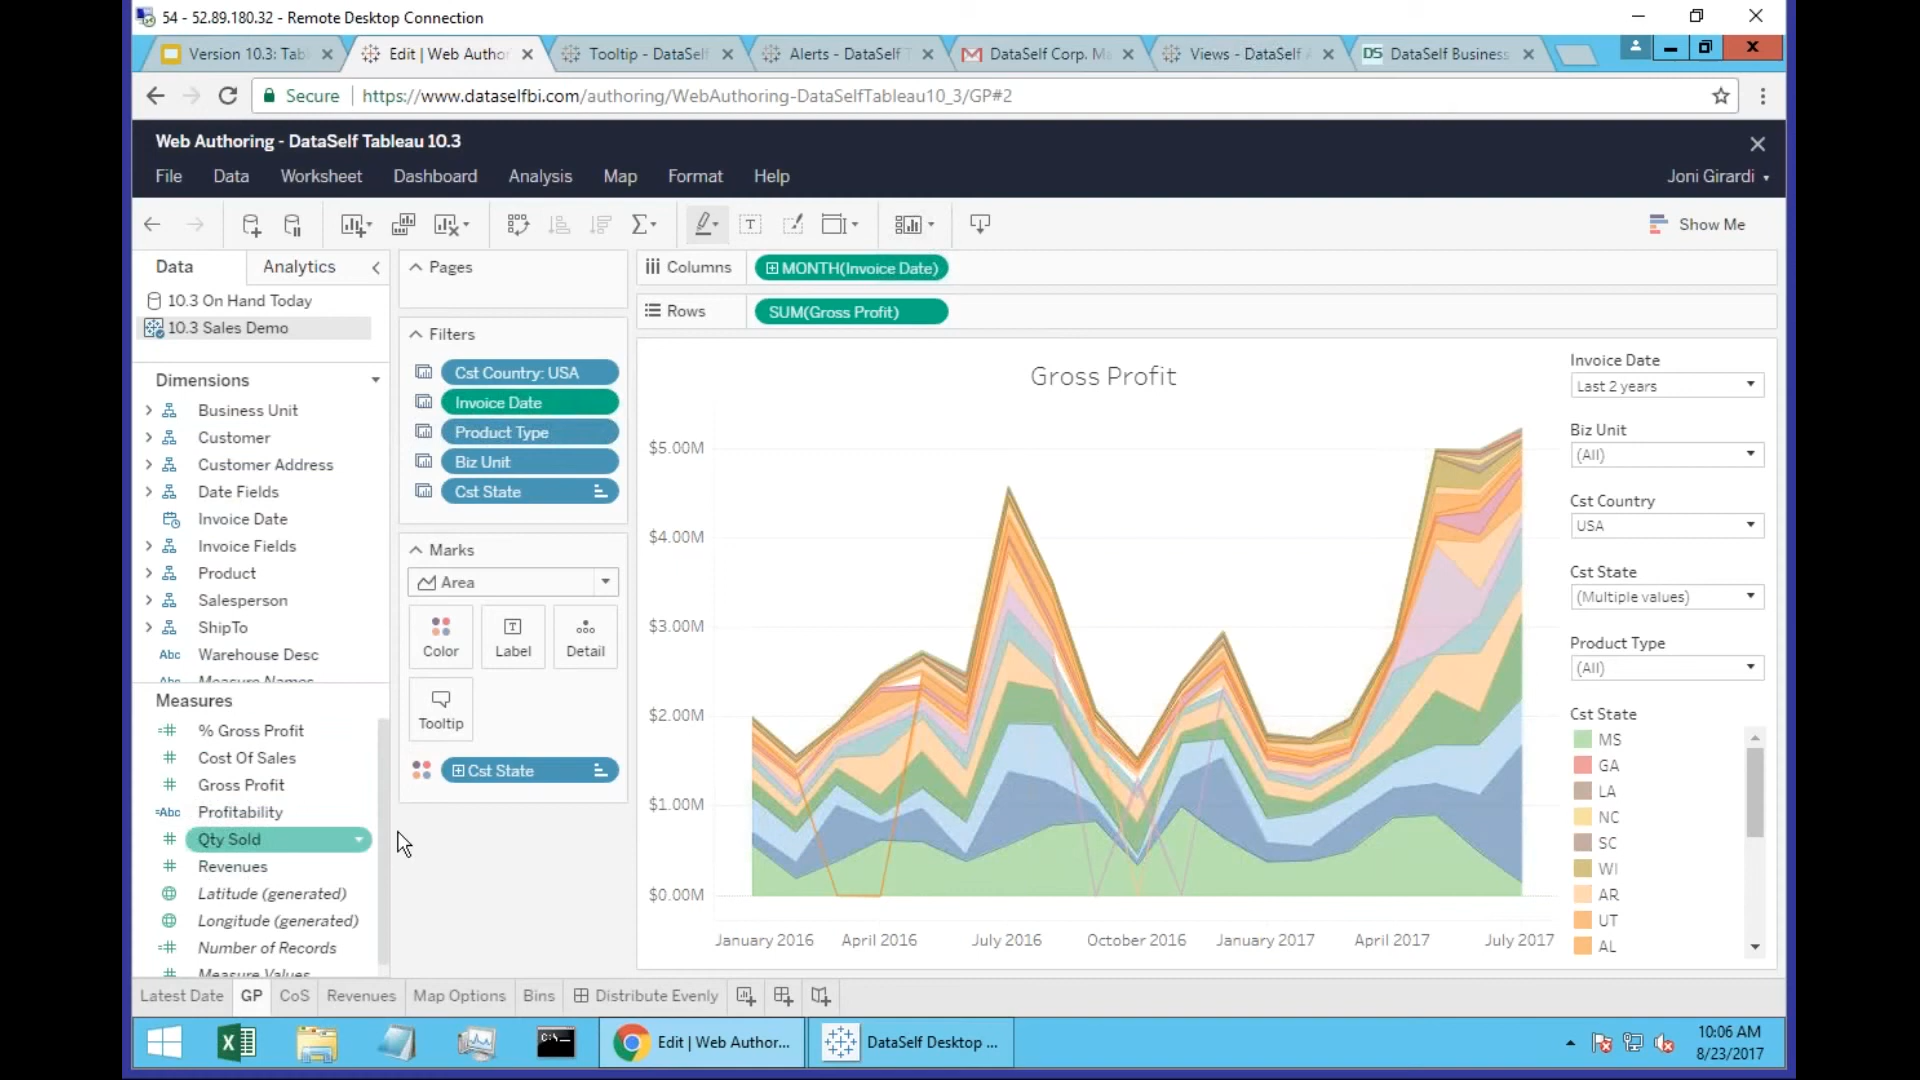 54 - 52.89.180.32 - Remote Desktop Connection
Version 10.3: Tab
Edit | Web Autho
Tooltip - DataSelf
Alerts - DataSelf
DataSelf Corp. Ma
Views - DataSelf
DS DataSelf Business
Secure https://www.dataselfbi.com/authoring/WebAuthoring-DataSelfTableau10_3/GP#2
Web Authoring - DataSelf Tableau 10.3
File Data Worksheet Dashboard Analysis Map Format Help
Joni Girardi
Show Me
Data Analytics
10.3 On Hand Today
10.3 Sales Demo
Dimensions
Business Unit
Customer
Customer Address
Date Fields
Invoice Date
Invoice Fields
Product
Salesperson
ShipTo
Abc Warehouse Desc
Abc Measure Names
Measures
# % Gross Profit
# Cost Of Sales
# Gross Profit
=Abc Profitability
# Qty Sold
# Revenues
Latitude (generated)
Longitude (generated)
=# Number of Records
# Measure Values
Pages
Filters
Cst Country: USA
Invoice Date
Product Type
Biz Unit
Cst State
Marks
Area
Color Label Detail
Tooltip
Cst State
Columns MONTH(Invoice Date)
Rows SUM(Gross Profit)
Gross Profit
$5.00M
$4.00M
$3.00M
$2.00M
$1.00M
$0.00M
January 2016 April 2016 July 2016 October 2016 January 2017 April 2017 July 2017
Invoice Date
Last 2 years
Biz Unit
(All)
Cst Country
USA
Cst State
(Multiple values)
Product Type
(All)
Cst State
MS
GA
LA
NC
SC
WI
AR
UT
AL
Latest Date GP CoS Revenues Map Options Bins Distribute Evenly
Edit | Web Author...
DataSelf Desktop ...
10:06 AM
8/23/2017